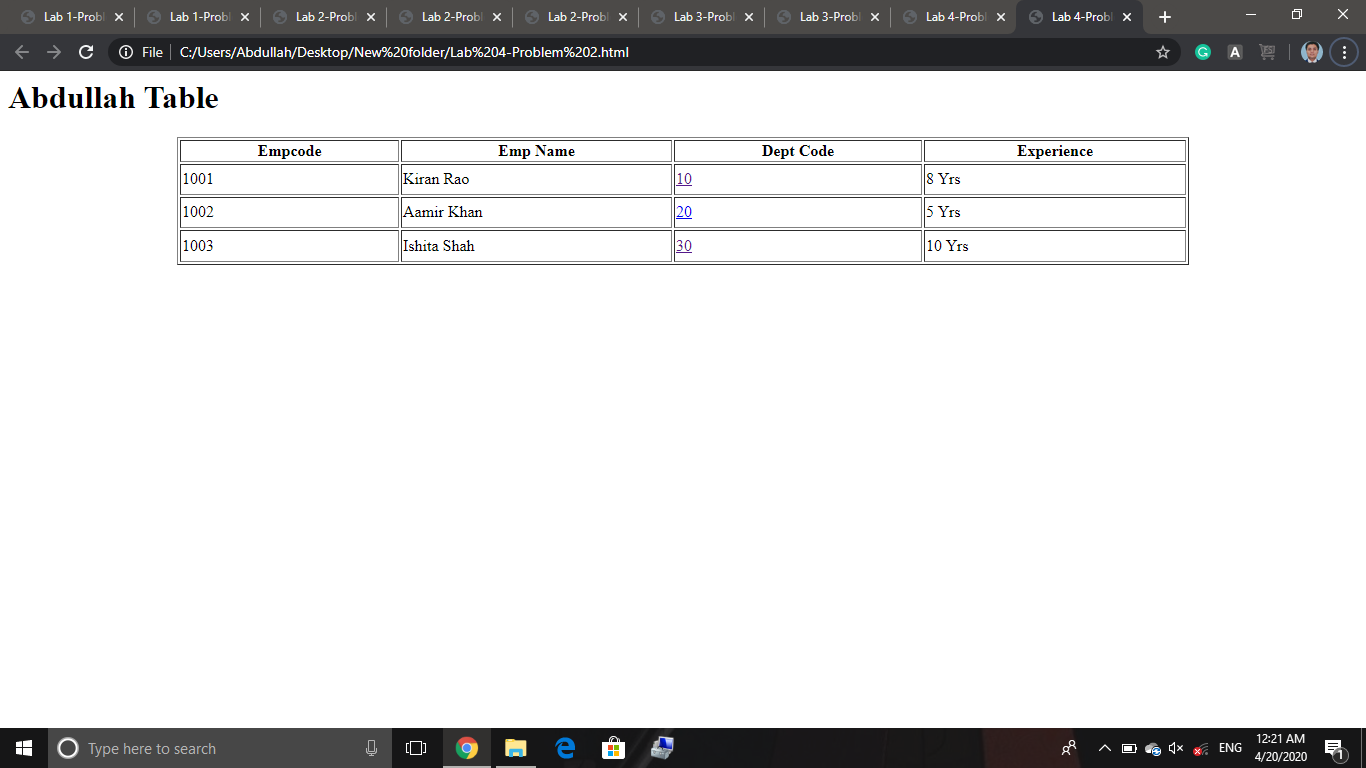 Lab 1-Probl Lab 1-Probl Lab 2-Probl Lab 2-Probl Lab 2-Probl Lab 3-Probl Lab 3-Probl Lab 4-Probl Lab 4-Probl
File C:/Users/Abdullah/Desktop/New%20folder/Lab%204-Problem%202.html
Abdullah Table
Empcode Emp Name Dept Code Experience
1001 Kiran Rao 10 8 Yrs
1002 Aamir Khan 20 5 Yrs
1003 Ishita Shah 30 10 Yrs
Type here to search ENG 12:21 AM
4/20/2020 1